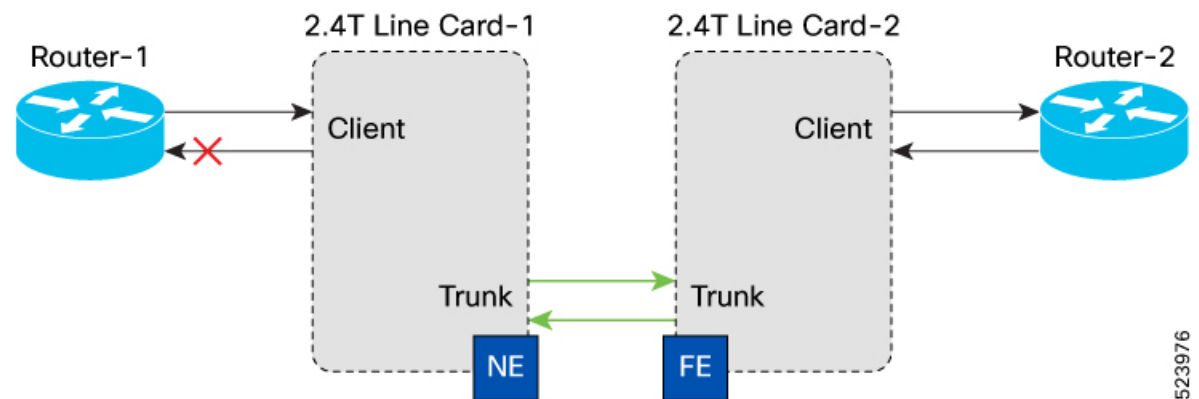 2.4T Line Card-1
2.4T Line Card-2
Router-1
Router-2
Client
Client
Trunk
Trunk
NE
FE
523976